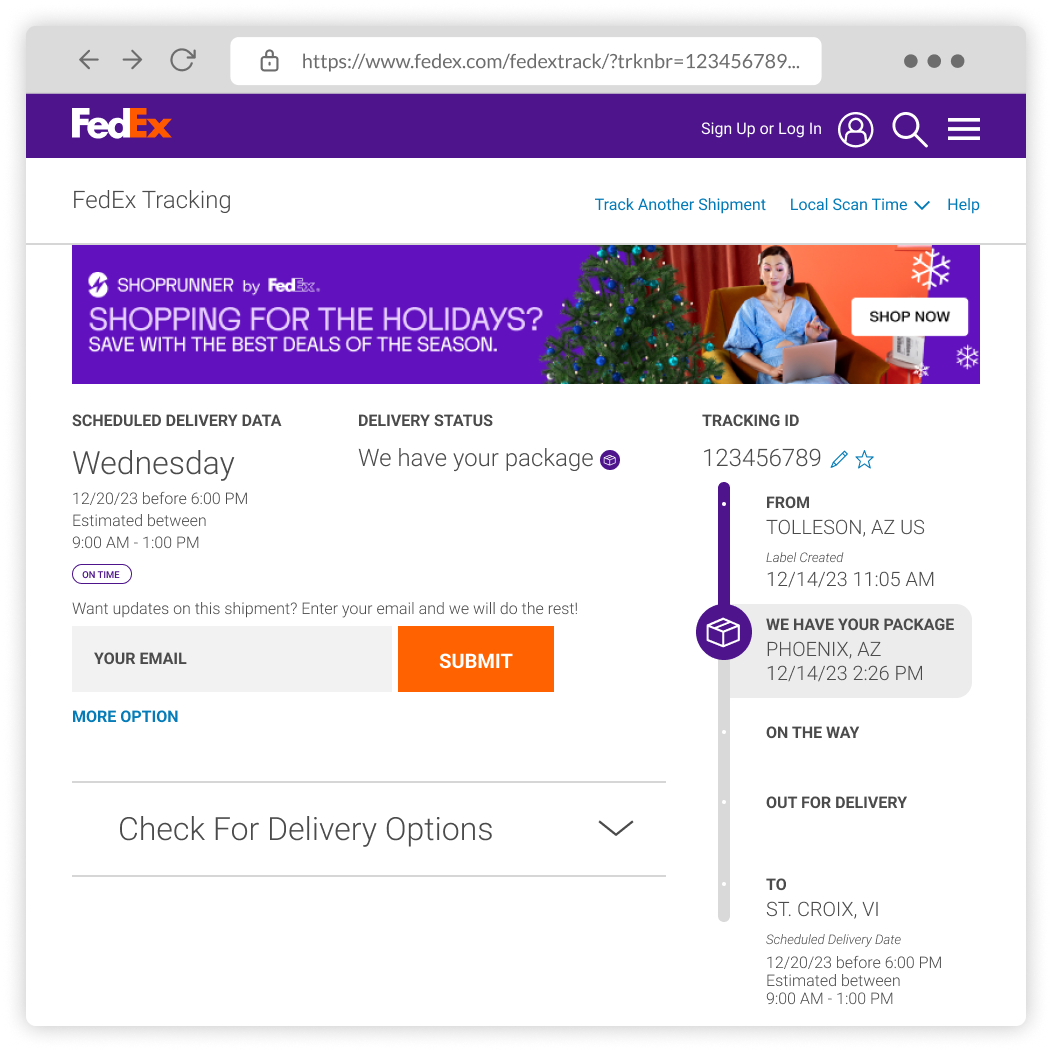 https://www.fedex.com/fedextrack/?trknbr=123456789...
FedEx
Sign Up or Log In
FedEx Tracking
Track Another Shipment
Local Scan Time
Help
SHOPRUNNER by FedEx.
SHOPPING FOR THE HOLIDAYS?
SAVE WITH THE BEST DEALS OF THE SEASON.
SHOP NOW
SCHEDULED DELIVERY DATA
Wednesday
12/20/23 before 6:00 PM
Estimated between
9:00 AM - 1:00 PM
ON TIME
DELIVERY STATUS
We have your package
Want updates on this shipment? Enter your email and we will do the rest!
YOUR EMAIL
SUBMIT
MORE OPTION
Check For Delivery Options
TRACKING ID
123456789
FROM
TOLLESON, AZ US
Label Created
12/14/23 11:05 AM
WE HAVE YOUR PACKAGE
PHOENIX, AZ
12/14/23 2:26 PM
ON THE WAY
OUT FOR DELIVERY
TO
ST. CROIX, VI
Scheduled Delivery Date
12/20/23 before 6:00 PM
Estimated between
9:00 AM - 1:00 PM